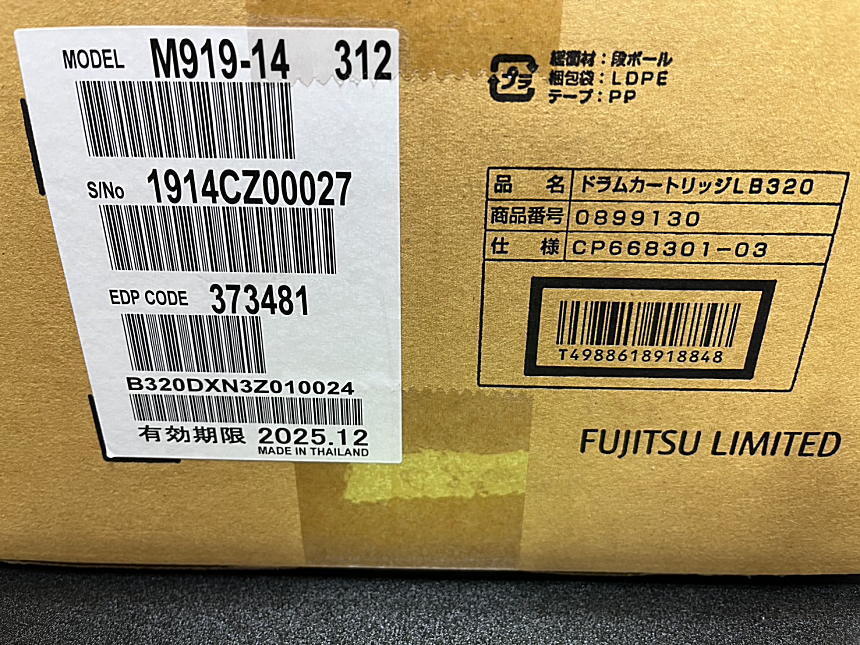 MODEL M919-14 312
S/No 1914CZ00027
EDP CODE 373481
B320DXN3Z010024
有効期限 2025.12
MADE IN THAILAND
プラ
緩衝材：段ボール
梱包袋：LDPE
テープ：PP
品 名 ドラムカートリッジLB320
商品番号 0899130
仕 様 CP668301-03
T4988618918848
FUJITSU LIMITED